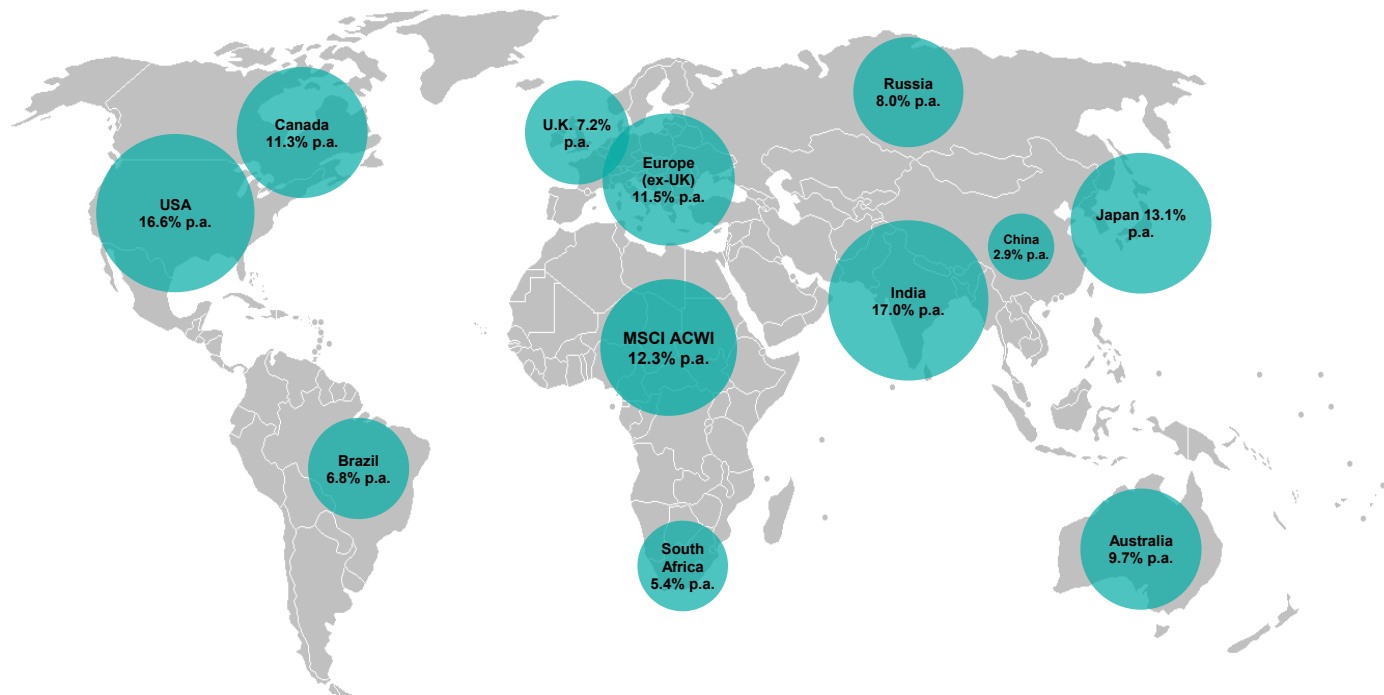 Russia
8.0% p.a.
Canada
11.3% p.a.
U.K. 7.2%
p.a.
Europe
(ex-UK)
11.5% p.a.
USA
16.6% p.a.
Japan 13.1%
p.a.
China
2.9% p.a.
India
17.0% p.a.
MSCI ACWI
12.3% p.a.
Brazil
6.8% p.a.
South
Africa
5.4% p.a.
Australia
9.7% p.a.